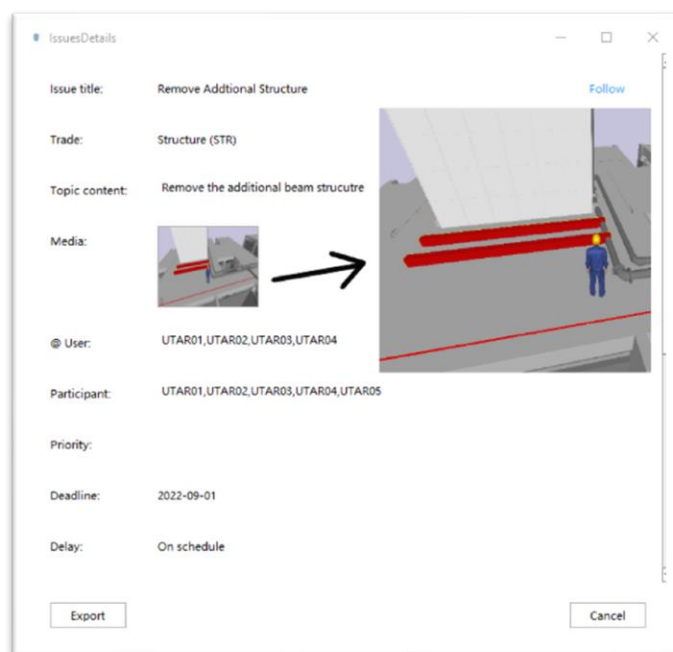 IssuesDetails
Issue title: Remove Addtional Structure Follow
Trade: Structure (STR)
Topic content: Remove the additional beam strucutre
Media:
@ User: UTAR01,UTAR02,UTAR03,UTAR04
Participant: UTAR01,UTAR02,UTAR03,UTAR04,UTAR05
Priority:
Deadline: 2022-09-01
Delay: On schedule
Export Cancel